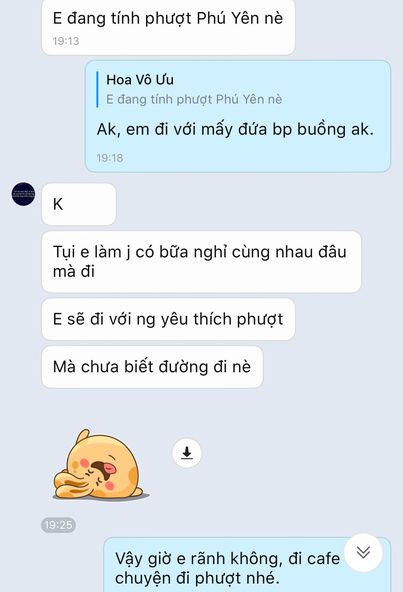 E đang tính phượt Phú Yên nè
19:13
Hoa Vô Ưu
E đang tính phượt Phú Yên nè
Ak, em đi với mấy đứa bp buồng ak.
19:18
K
Tụi e làm j có bữa nghỉ cùng nhau đâu
mà đi
E sẽ đi với ng yêu thích phượt
Mà chưa biết đường đi nè
19:25
Vậy giờ e rãnh không, đi cafe
chuyện đi phượt nhé.